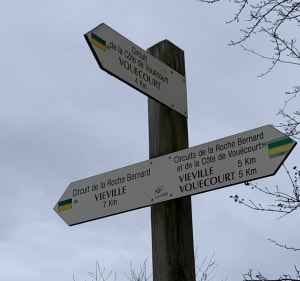 Circuit
de la Côte de Vouécourt
VOUECOURT
4 Km
Circuit de la Roche Bernard
VIEVILLE
7 Km
Circuits de la Roche Bernard
et de la Côte de Vouécourt
VIEVILLE 5 Km
VOUECOURT 5 Km